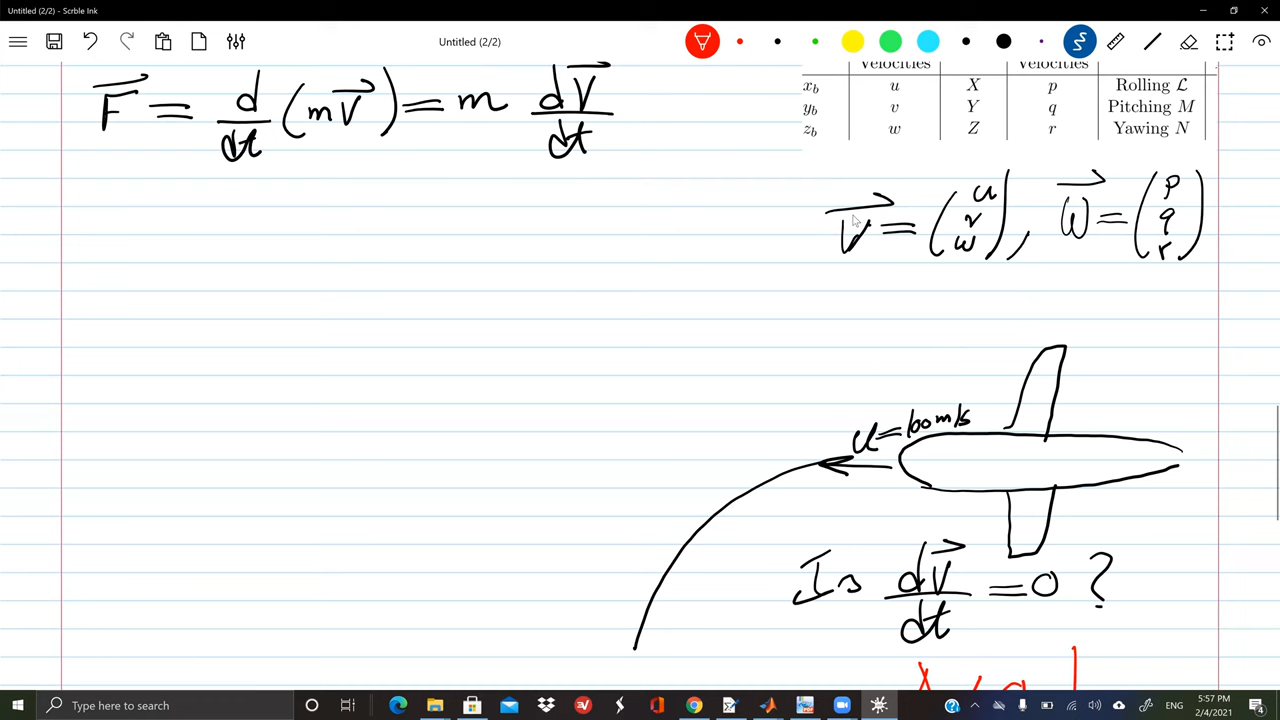 Untitled (2/2) - Scrble Ink
Untitled (2/2)
F = d/dt (mV) = m dV/dt
Velocities Velocities
x_b u X p Rolling ℒ
y_b v Y q Pitching M
z_b w Z r Yawing N
V = (u v w), ω = (p q r)
u = 100 m/s
Is dV/dt = 0 ?
Type here to search
ENG
5:57 PM
2/4/2021